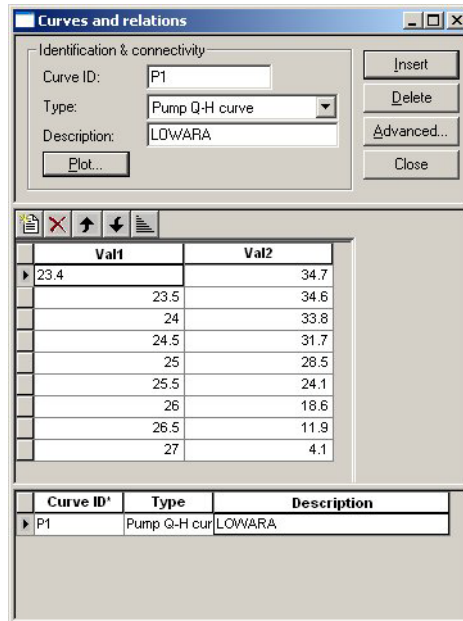 Curves and relations
Identification & connectivity
Curve ID: P1
Type: Pump Q-H curve
Description: LOWARA
Plot...
Insert
Delete
Advanced...
Close
Val1 Val2
23.4 34.7
23.5 34.6
24 33.8
24.5 31.7
25 28.5
25.5 24.1
26 18.6
26.5 11.9
27 4.1
Curve ID* Type Description
P1 Pump Q-H cur LOWARA